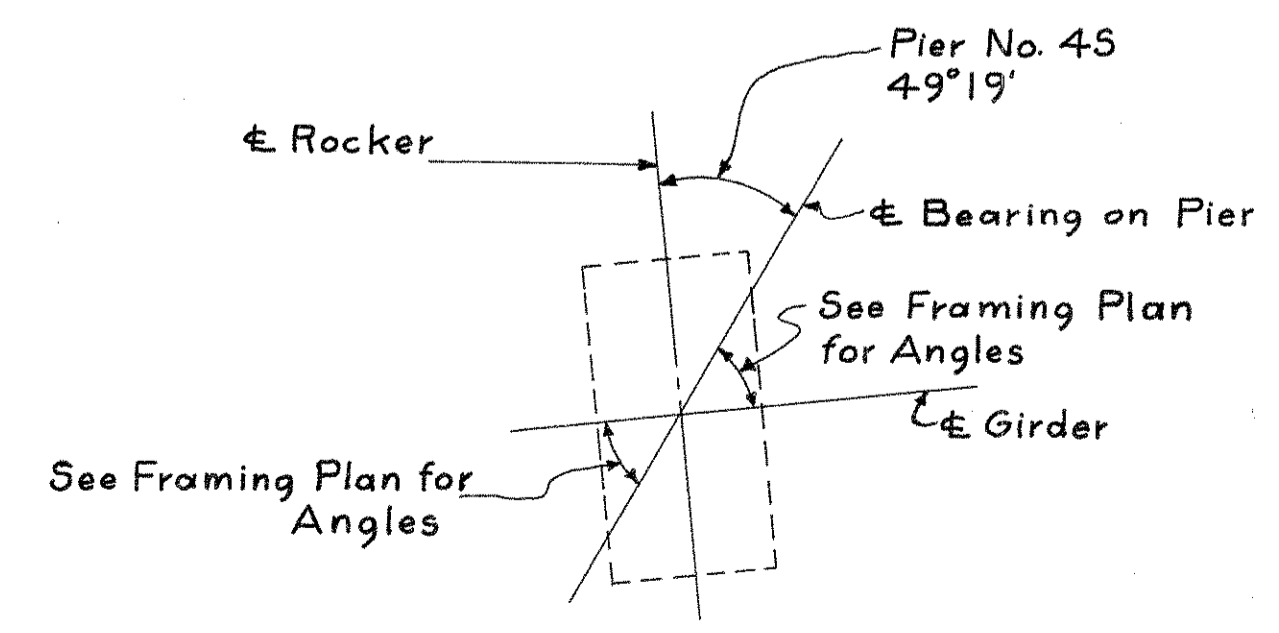 Pier No. 4S
49°19'
℄ Rocker
℄ Bearing on Pier
See Framing Plan
for Angles
℄ Girder
See Framing Plan for
Angles